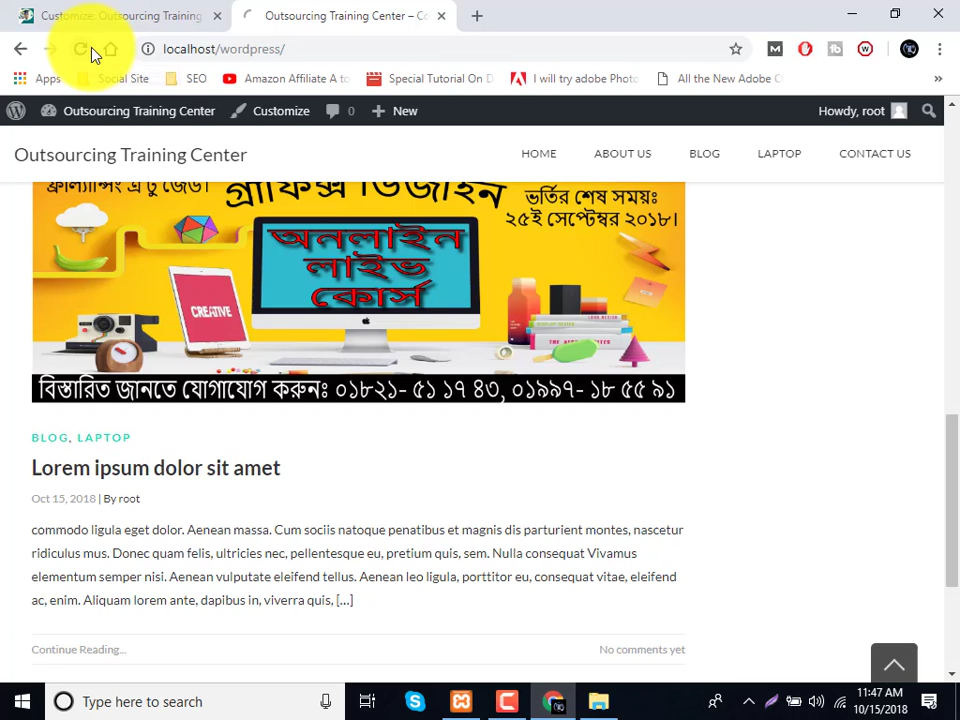 Customize: Outsourcing Training
Outsourcing Training Center – Co
localhost/wordpress/
Apps
Social Site
SEO
Amazon Affiliate A to
Special Tutorial On D
I will try adobe Photo
All the New Adobe C
Outsourcing Training Center
Customize
0
New
Howdy, root
Outsourcing Training Center
HOME
ABOUT US
BLOG
LAPTOP
CONTACT US
ফ্রিল্যান্সিং এ টু জেড।
গ্রাফিক্স ডিজাইন
ভর্তির শেষ সময়ঃ
২৫ই সেপ্টেম্বর ২০১৮।
অনলাইন
লাইভ
কোর্স
CREATIVE
বিস্তারিত জানতে যোগাযোগ করুনঃ ০১৮২১- ৫১ ১৭ ৪৩, ০১৯৯৭- ১৮ ৫৫ ৯১
BLOG, LAPTOP
Lorem ipsum dolor sit amet
Oct 15, 2018 | By root
commodo ligula eget dolor. Aenean massa. Cum sociis natoque penatibus et magnis dis parturient montes, nascetur
ridiculus mus. Donec quam felis, ultricies nec, pellentesque eu, pretium quis, sem. Nulla consequat Vivamus
elementum semper nisi. Aenean vulputate eleifend tellus. Aenean leo ligula, porttitor eu, consequat vitae, eleifend
ac, enim. Aliquam lorem ante, dapibus in, viverra quis, […]
Continue Reading...
No comments yet
Type here to search
11:47 AM
10/15/2018